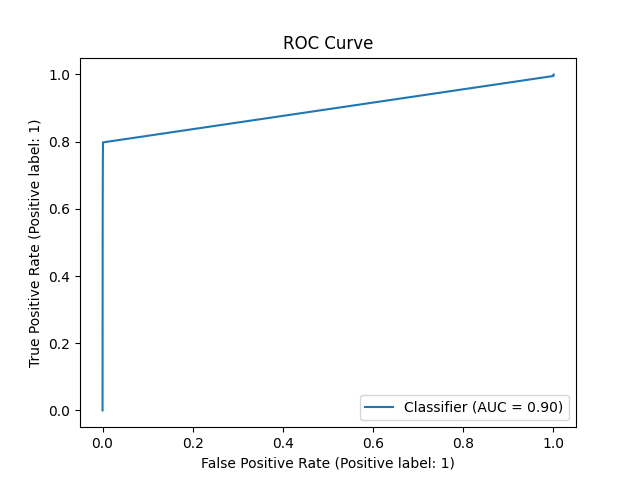 ROC Curve
1.0
0.8
0.6
0.4
0.2
0.0
True Positive Rate (Positive label: 1)
Classifier (AUC = 0.90)
0.0 0.2 0.4 0.6 0.8 1.0
False Positive Rate (Positive label: 1)